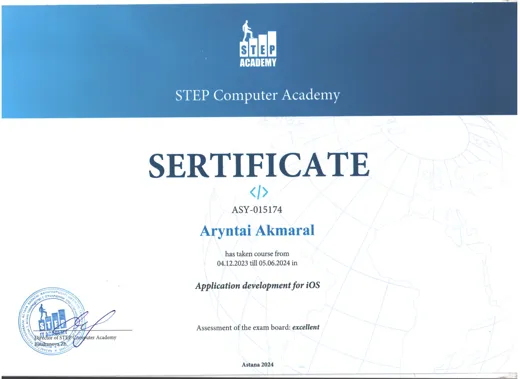 STEP
ACADEMY
STEP Computer Academy
SERTIFICATE
</>
ASY-015174
Aryntai Akmaral
has taken course from
04.12.2023 till 05.06.2024 in
Application development for iOS
Assessment of the exam board: excellent
Director of STEP Computer Academy
Astana 2024